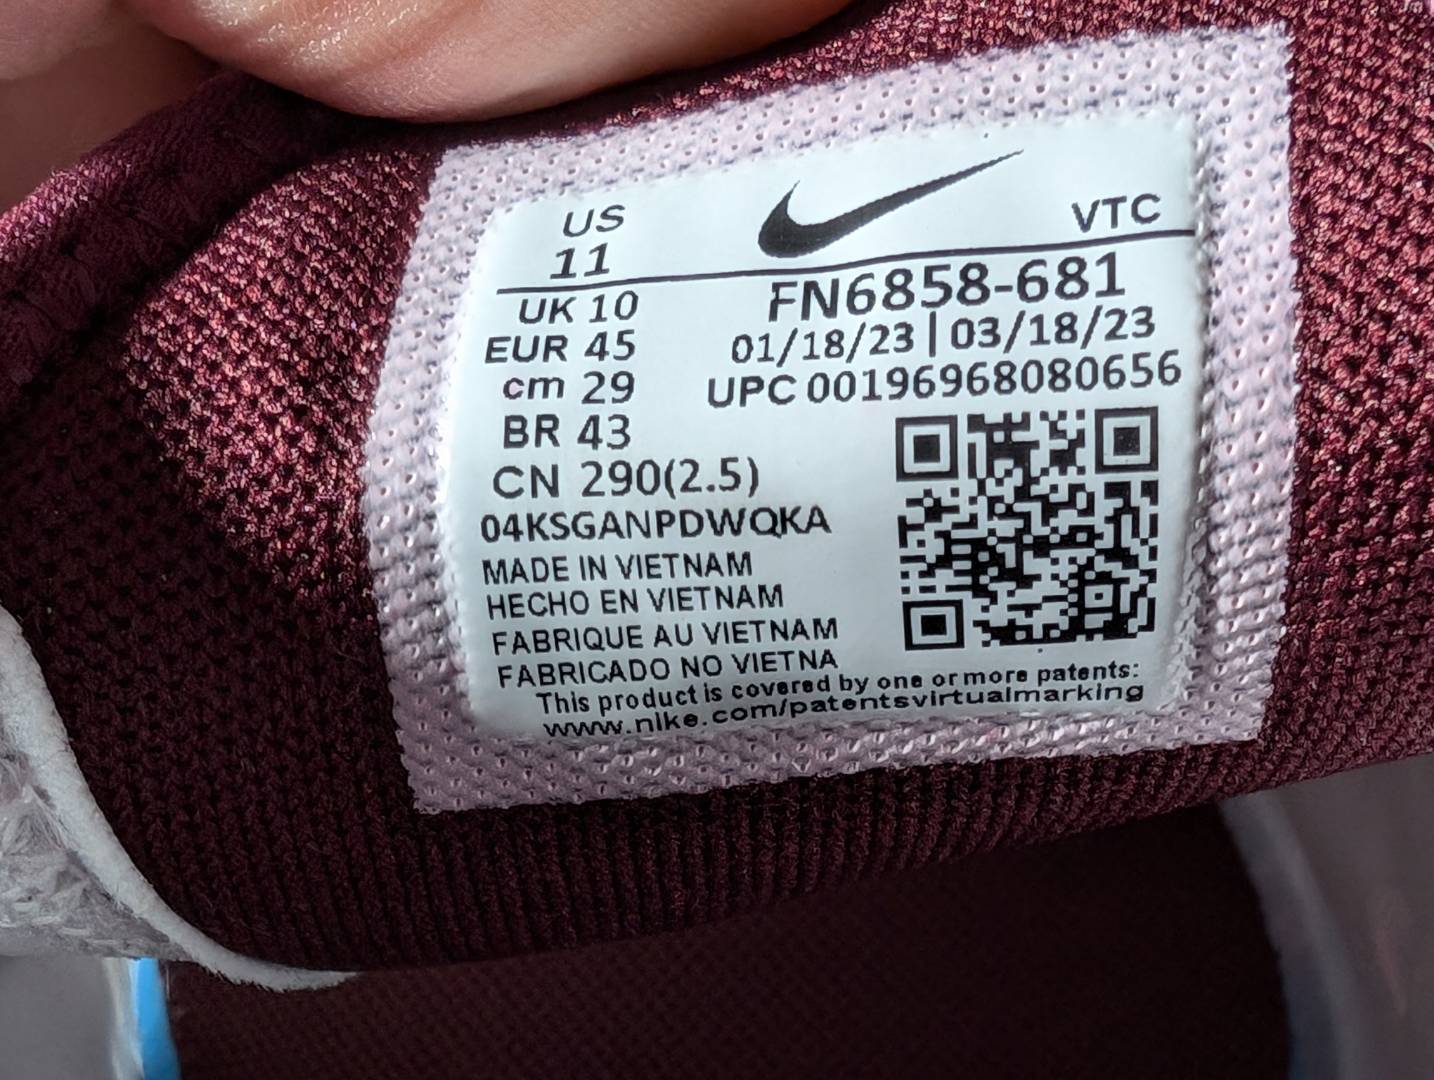 US
11
VTC
UK 10
EUR 45
cm 29
BR 43
CN 290(2.5)
FN6858-681
01/18/23 | 03/18/23
UPC 00196968080656
04KSGANPDWQKA
MADE IN VIETNAM
HECHO EN VIETNAM
FABRIQUE AU VIETNAM
FABRICADO NO VIETNA
This product is covered by one or more patents:
www.nike.com/patentsvirtualmarking